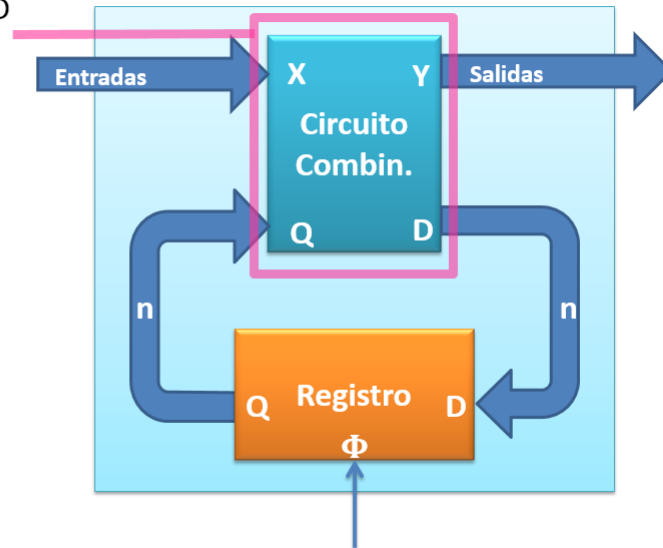 Entradas
X
Y
Salidas
Circuito
Combin.
Q
D
n
n
Q
Registro
D
Φ